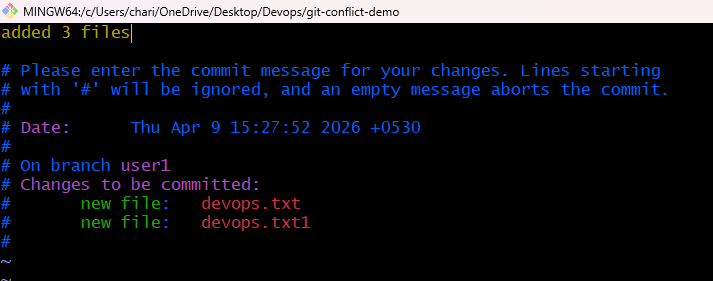 MINGW64:/c/Users/chari/OneDrive/Desktop/Devops/git-conflict-demo
added 3 files
# Please enter the commit message for your changes. Lines starting
# with '#' will be ignored, and an empty message aborts the commit.
#
# Date:      Thu Apr 9 15:27:52 2026 +0530
#
# On branch user1
# Changes to be committed:
#       new file:   devops.txt
#       new file:   devops.txt1
#
~
~